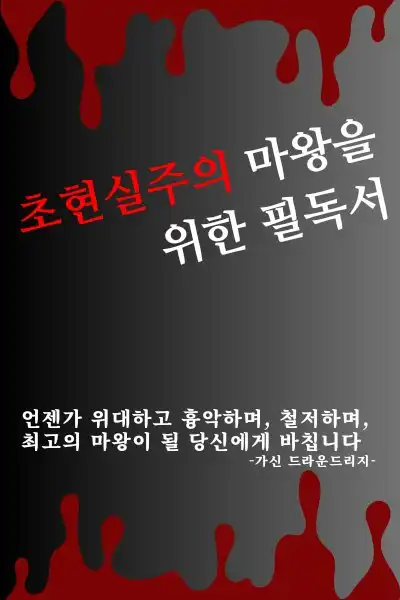 초현실주의 마왕을
위한 필독서
언젠가 위대하고 흉악하며, 철저하며,
최고의 마왕이 될 당신에게 바칩니다
-가신 드라운드리지-